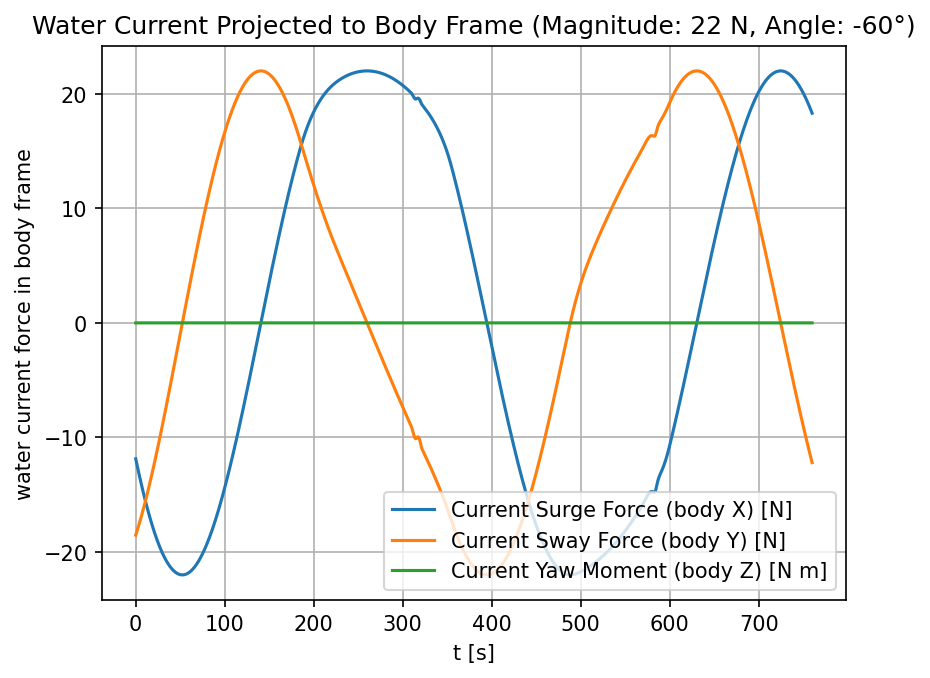 Water Current Projected to Body Frame (Magnitude: 22 N, Angle: -60°)
water current force in body frame
20
10
0
−10
−20
Current Surge Force (body X) [N]
Current Sway Force (body Y) [N]
Current Yaw Moment (body Z) [N m]
0 100 200 300 400 500 600 700
t [s]